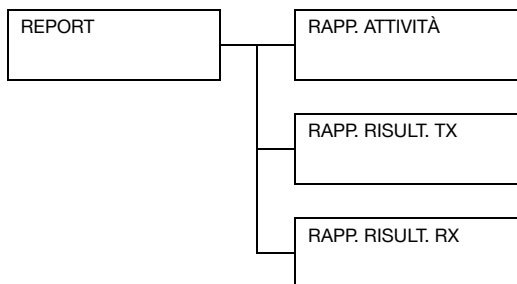 REPORT
RAPP. ATTIVITÀ
RAPP. RISULT. TX
RAPP. RISULT. RX